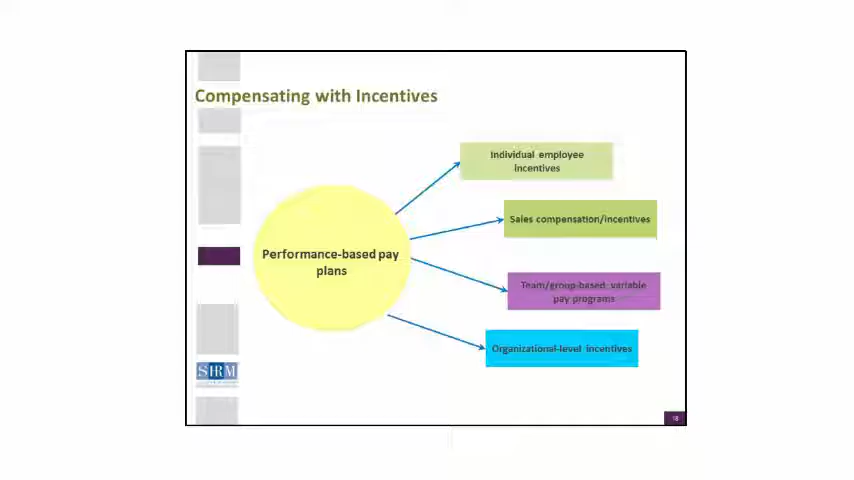 Compensating with Incentives
Individual employee
incentives
Sales compensation/incentives
Performance-based pay
plans
Team/group-based variable
pay programs
Organizational-level incentives
SHRM
18